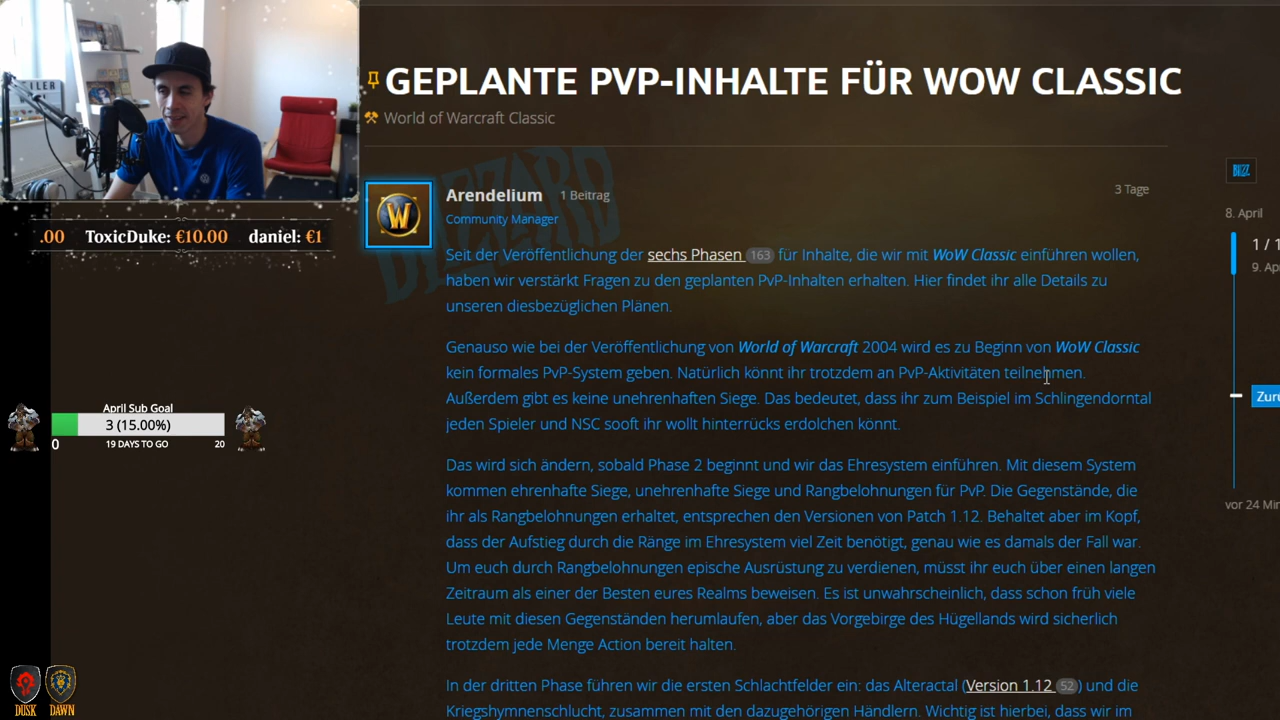 GEPLANTE PVP-INHALTE FÜR WOW CLASSIC
World of Warcraft Classic
Arendelium 1 Beitrag
3 Tage
Community Manager
Seit der Veröffentlichung der sechs Phasen 163 für Inhalte, die wir mit WoW Classic einführen wollen,
haben wir verstärkt Fragen zu den geplanten PvP-Inhalten erhalten. Hier findet ihr alle Details zu
unseren diesbezüglichen Plänen.
Genauso wie bei der Veröffentlichung von World of Warcraft 2004 wird es zu Beginn von WoW Classic
kein formales PvP-System geben. Natürlich könnt ihr trotzdem an PvP-Aktivitäten teilnehmen.
Außerdem gibt es keine unehrenhaften Siege. Das bedeutet, dass ihr zum Beispiel im Schlingendorntal
jeden Spieler und NSC sooft ihr wollt hinterrücks erdolchen könnt.
Das wird sich ändern, sobald Phase 2 beginnt und wir das Ehresystem einführen. Mit diesem System
kommen ehrenhafte Siege, unehrenhafte Siege und Rangbelohnungen für PvP. Die Gegenstände, die
ihr als Rangbelohnungen erhaltet, entsprechen den Versionen von Patch 1.12. Behaltet aber im Kopf,
dass der Aufstieg durch die Ränge im Ehresystem viel Zeit benötigt, genau wie es damals der Fall war.
Um euch durch Rangbelohnungen epische Ausrüstung zu verdienen, müsst ihr euch über einen langen
Zeitraum als einer der Besten eures Realms beweisen. Es ist unwahrscheinlich, dass schon früh viele
Leute mit diesen Gegenständen herumlaufen, aber das Vorgebirge des Hügellands wird sicherlich
trotzdem jede Menge Action bereit halten.
In der dritten Phase führen wir die ersten Schlachtfelder ein: das Alteractal (Version 1.12 52) und die
Kriegshymnenschlucht, zusammen mit den dazugehörigen Händlern. Wichtig ist hierbei, dass wir im
BLIZZ
8. April
1 / 1
9. Ap
Zurü
vor 24 Min
BLIZZARD
W
.00 ToxicDuke: €10.00 daniel: €1
April Sub Goal
3 (15.00%)
0 19 DAYS TO GO 20
DUSK DAWN